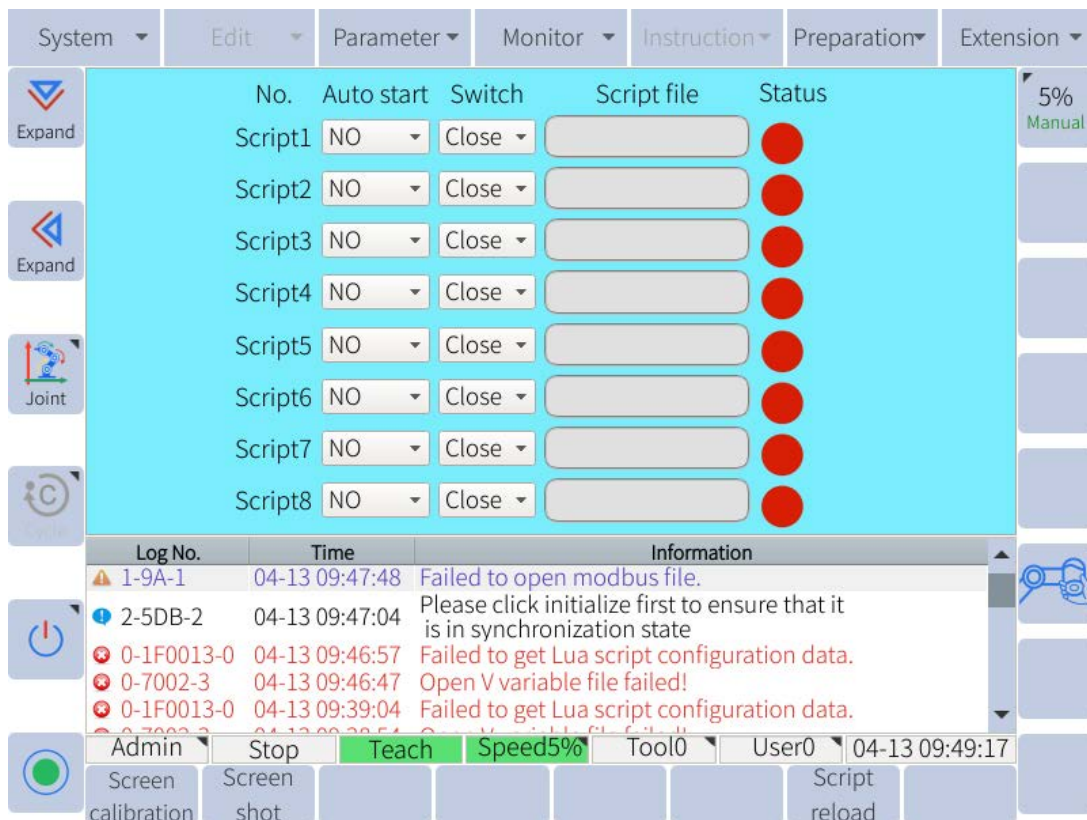 System Edit Parameter Monitor Instruction Preparation Extension
Expand
Expand
Joint
No. Auto start Switch Script file Status
Script1 NO Close
Script2 NO Close
Script3 NO Close
Script4 NO Close
Script5 NO Close
Script6 NO Close
Script7 NO Close
Script8 NO Close
5%
Manual
Log No. Time Information
1-9A-1 04-13 09:47:48 Failed to open modbus file.
2-5DB-2 04-13 09:47:04 Please click initialize first to ensure that it
is in synchronization state
0-1F0013-0 04-13 09:46:57 Failed to get Lua script configuration data.
0-7002-3 04-13 09:46:47 Open V variable file failed!
0-1F0013-0 04-13 09:39:04 Failed to get Lua script configuration data.
Admin Stop Teach Speed5% Tool0 User0 04-13 09:49:17
Screen
calibration
Screen
shot
Script
reload